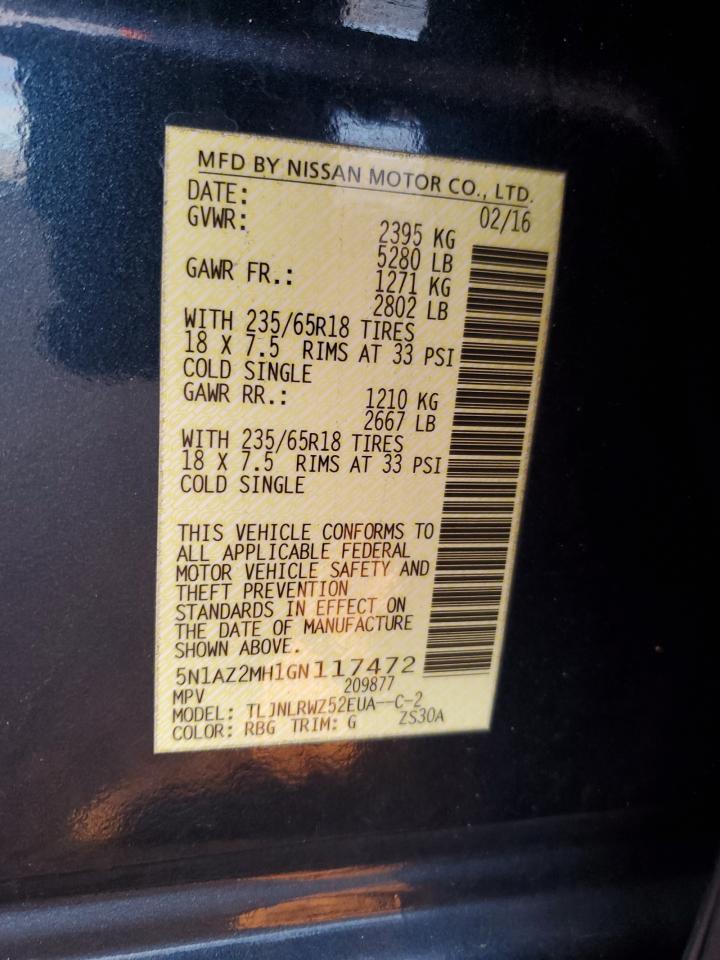 MFD BY NISSAN MOTOR CO., LTD.
DATE: 02/16
GVWR: 2395 KG
5280 LB
GAWR FR.: 1271 KG
2802 LB
WITH 235/65R18 TIRES
18 X 7.5 RIMS AT 33 PSI
COLD SINGLE
GAWR RR.: 1210 KG
2667 LB
WITH 235/65R18 TIRES
18 X 7.5 RIMS AT 33 PSI
COLD SINGLE
THIS VEHICLE CONFORMS TO
ALL APPLICABLE FEDERAL
MOTOR VEHICLE SAFETY AND
THEFT PREVENTION
STANDARDS IN EFFECT ON
THE DATE OF MANUFACTURE
SHOWN ABOVE.
5N1AZ2MH1GN117472
MPV 209877
MODEL: TLJNLRWZ52EUA--C-2
COLOR: RBG TRIM: G ZS30A